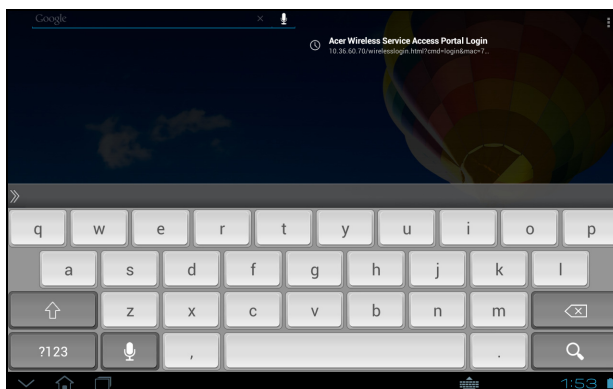 Google
Acer Wireless Service Access Portal Login
10.36.60.70/wirelesslogin.html?cmd=login&mac=7...
q w e r t y u i o p
a s d f g h j k l
z x c v b n m
?123 , .
1:53